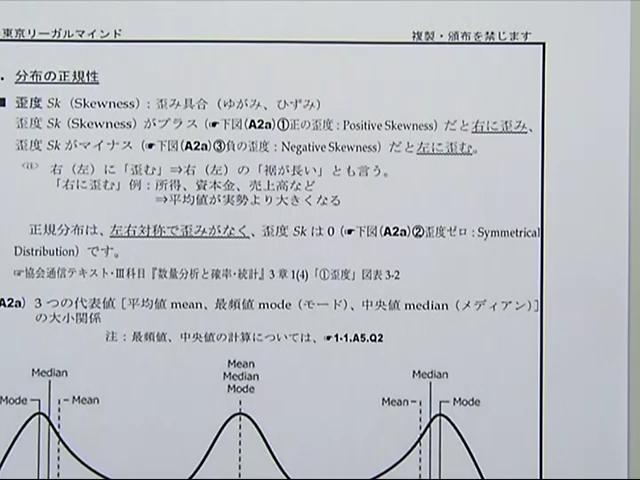 東京リーガルマインド
複製・頒布を禁じます
. 分布の正規性
■ 歪度 Sk（Skewness）: 歪み具合（ゆがみ、ひずみ）
歪度 Sk（Skewness）がプラス（☛下図(A2a)①正の歪度 : Positive Skewness）だと右に歪み、
歪度 Sk がマイナス（☛下図(A2a)③負の歪度 : Negative Skewness）だと左に歪む。
右（左）に「歪む」⇒右（左）の「裾が長い」とも言う。
「右に歪む」例 : 所得、資本金、売上高など
⇒平均値が実勢より大きくなる
正規分布は、左右対称で歪みがなく、歪度 Sk は 0（☛下図(A2a)②歪度ゼロ : Symmetrical
Distribution）です。
☞協会通信テキスト・Ⅲ科目『数量分析と確率・統計』3 章 1(4)「①歪度」図表 3-2
A2a）3 つの代表値［平均値 mean、最頻値 mode（モード）、中央値 median（メディアン）］
の大小関係
注 : 最頻値、中央値の計算については、☛1-1.A5.Q2
Median
Mode
Mean
Mean
Median
Mode
Median
Mean
Mode